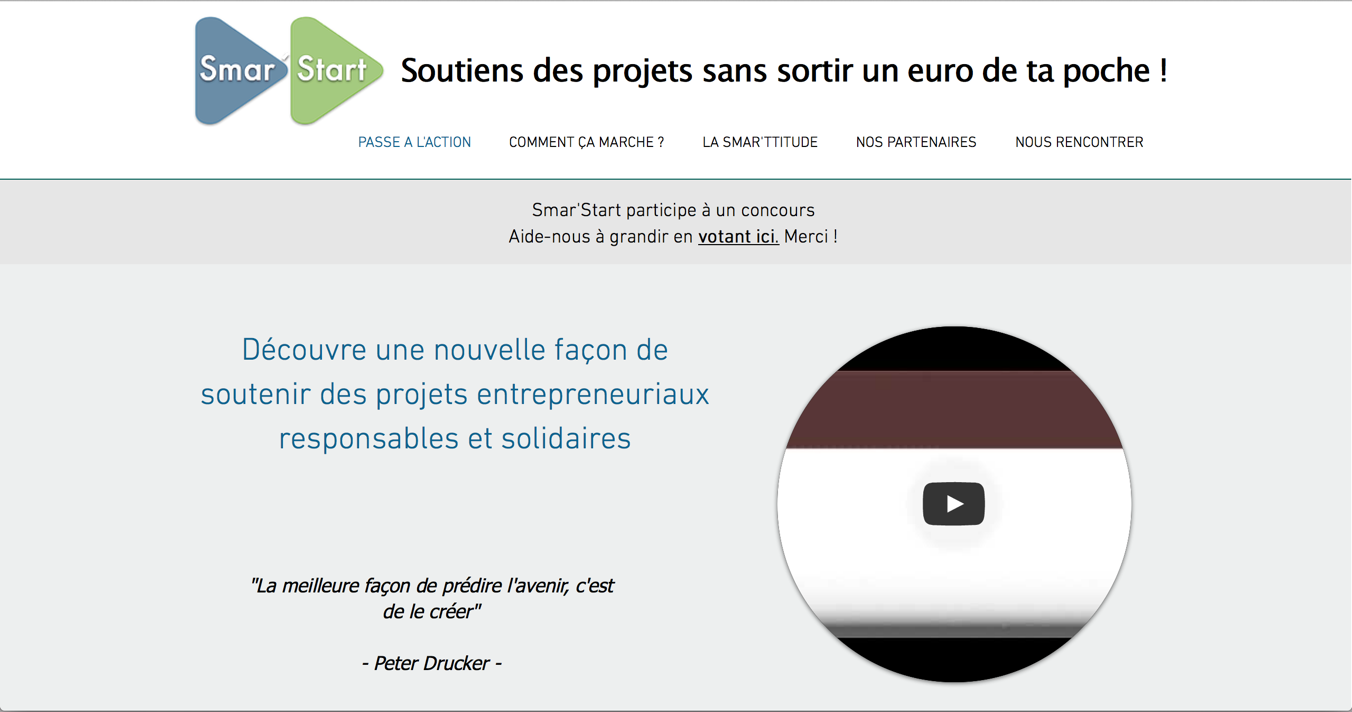 Smar'Start
Soutiens des projets sans sortir un euro de ta poche !
PASSE A L'ACTION
COMMENT ÇA MARCHE ?
LA SMAR'TTITUDE
NOS PARTENAIRES
NOUS RENCONTRER
Smar'Start participe à un concours
Aide-nous à grandir en votant ici. Merci !
Découvre une nouvelle façon de
soutenir des projets entrepreneuriaux
responsables et solidaires
"La meilleure façon de prédire l'avenir, c'est
de le créer"
- Peter Drucker -